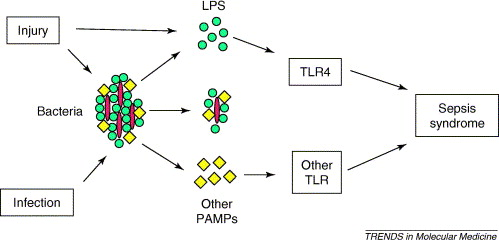 LPS
Injury
TLR4
Bacteria
Sepsis
syndrome
Other
TLR
Infection
Other
PAMPs
TRENDS in Molecular Medicine